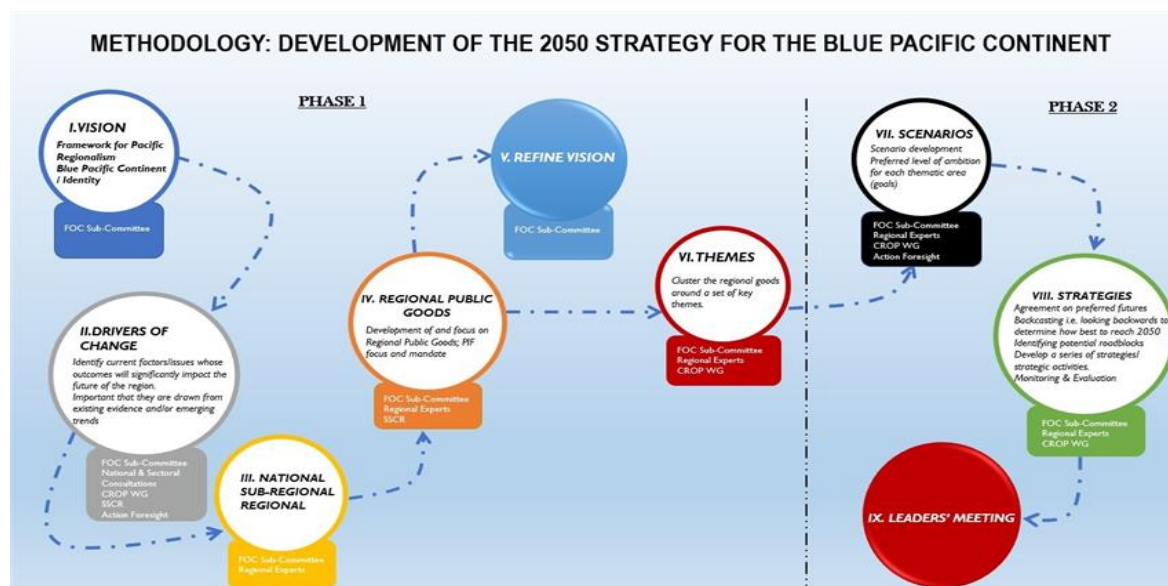 METHODOLOGY: DEVELOPMENT OF THE 2050 STRATEGY FOR THE BLUE PACIFIC CONTINENT
PHASE 1
PHASE 2
I.VISION
Framework for Pacific
Regionalism
Blue Pacific Continent
/ Identity
FOC Sub-Committee
II.DRIVERS OF
CHANGE
Identify current factors/issues whose
outcomes will significantly impact the
future of the region.
Important that they are drawn from
existing evidence and/or emerging
trends
FOC Sub-Committee
National & Sectoral
Consultations
CROP WG
SSCR
Action Foresight
III. NATIONAL
SUB-REGIONAL
REGIONAL
FOC Sub-Committee
Regional Experts
IV. REGIONAL PUBLIC
GOODS
Development of and focus on
Regional Public Goods; PIF
focus and mandate
FOC Sub-Committee
Regional Experts
SSCR
V. REFINE VISION
FOC Sub-Committee
VI.THEMES
Cluster the regional goods
around a set of key
themes.
FOC Sub-Committee
Regional Experts
CROP WG
VII. SCENARIOS
Scenario development
Preferred level of ambition
for each thematic area
(goals)
FOC Sub-Committee
Regional Experts
CROP WG
Action Foresight
VIII. STRATEGIES
Agreement on preferred futures
Backcasting i.e. looking backwards to
determine how best to reach 2050
Identifying potential roadblocks
Develop a series of strategies/
strategic activities.
Monitoring & Evaluation
FOC Sub-Committee
Regional Experts
CROP WG
IX. LEADERS' MEETING